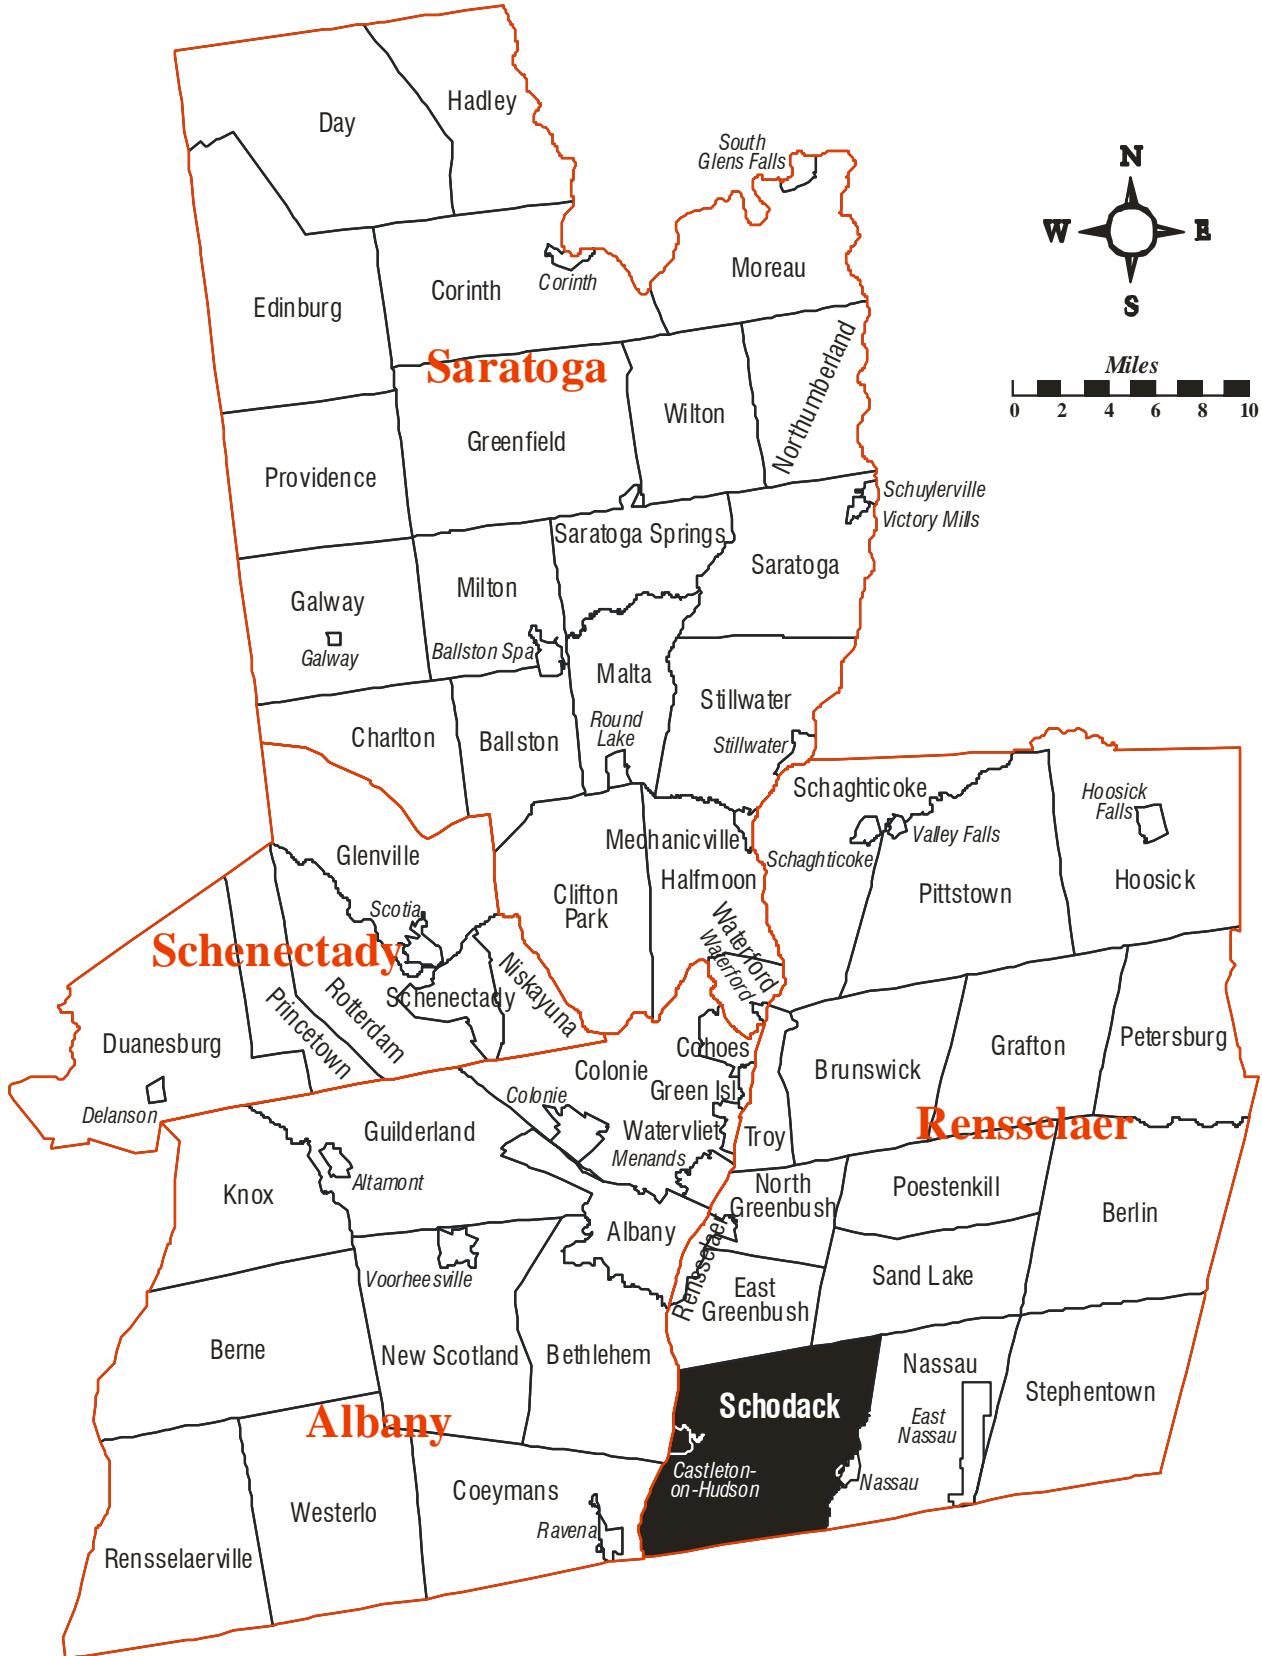 Day
Hadley
South
Glens Falls
N
W
E
S
Moreau
Edinburg
Corinth
Corinth
Miles
0 2 4 6 8 10
Saratoga
Northumberland
Wilton
Greenfield
Providence
Schuylerville
Victory Mills
Saratoga Springs
Saratoga
Milton
Galway
Galway
Ballston Spa
Malta
Stillwater
Round
Lake
Stillwater
Charlton
Ballston
Schaghticoke
Hoosick
Falls
Mechanicville
Valley Falls
Schaghticoke
Glenville
Halfmoon
Pittstown
Hoosick
Clifton
Park
Scotia
Waterford
Waterford
Schenectady
Niskayuna
Schenectady
Rotterdam
Princetown
Duanesburg
Cohoes
Grafton
Petersburg
Colonie
Green Isl.
Brunswick
Delanson
Colonie
Rensselaer
Guilderland
Watervliet
Troy
Menands
Altamont
Knox
North
Greenbush
Poestenkill
Albany
Berlin
Rensselaer
Voorheesville
Sand Lake
East
Greenbush
Berne
New Scotland
Bethlehem
Nassau
Stephentown
Schodack
Albany
East
Nassau
Castleton-
on-Hudson
Nassau
Coeymans
Westerlo
Ravena
Rensselaerville